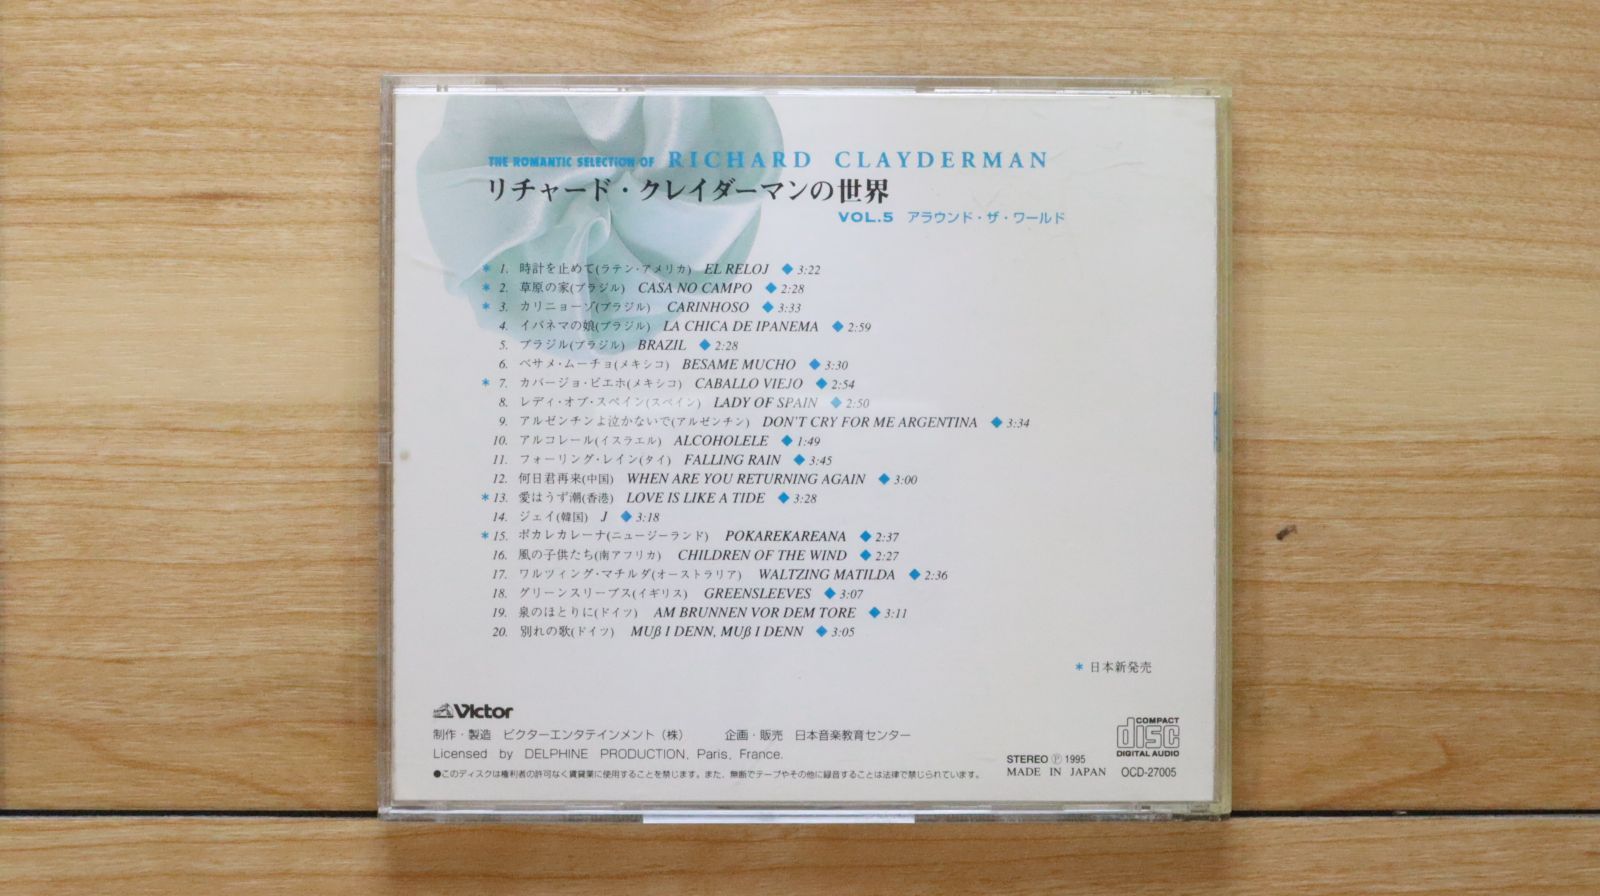 THE ROMANTIC SELECTION OF RICHARD CLAYDERMAN
リチャード・クレイダーマンの世界
VOL.5 アラウンド・ザ・ワールド
* 1. 時計を止めて(ラテン・アメリカ) EL RELOJ ◆ 3:22
* 2. 草原の家(ブラジル) CASA NO CAMPO ◆ 2:28
* 3. カリニョーゾ(ブラジル) CARINHOSO ◆ 3:33
4. イパネマの娘(ブラジル) LA CHICA DE IPANEMA ◆ 2:59
5. ブラジル(ブラジル) BRAZIL ◆ 2:28
6. ベサメ・ムーチョ(メキシコ) BESAME MUCHO ◆ 3:30
* 7. カバージョ・ビエホ(メキシコ) CABALLO VIEJO ◆ 2:54
8. レディ・オブ・スペイン(スペイン) LADY OF SPAIN ◆ 2:50
9. アルゼンチンよ泣かないで(アルゼンチン) DON'T CRY FOR ME ARGENTINA ◆ 3:34
10. アルコレール(イスラエル) ALCOHOLELE ◆ 1:49
11. フォーリング・レイン(タイ) FALLING RAIN ◆ 3:45
12. 何日君再来(中国) WHEN ARE YOU RETURNING AGAIN ◆ 3:00
* 13. 愛はうず潮(香港) LOVE IS LIKE A TIDE ◆ 3:28
14. ジェイ(韓国) J ◆ 3:18
* 15. ポカレカレーナ(ニュージーランド) POKAREKAREANA ◆ 2:37
16. 風の子供たち(南アフリカ) CHILDREN OF THE WIND ◆ 2:27
17. ワルツィング・マチルダ(オーストラリア) WALTZING MATILDA ◆ 2:36
18. グリーンスリーブス(イギリス) GREENSLEEVES ◆ 3:07
19. 泉のほとりに(ドイツ) AM BRUNNEN VOR DEM TORE ◆ 3:11
20. 別れの歌(ドイツ) MUß I DENN, MUß I DENN ◆ 3:05
* 日本新発売
Victor
制作・製造 ビクターエンタテインメント（株） 企画・販売 日本音楽教育センター
Licensed by DELPHINE PRODUCTION, Paris, France.
●このディスクは権利者の許可なく賃貸業に使用することを禁じます。また、無断でテープやその他に録音することは法律で禁じられています。
COMPACT disc DIGITAL AUDIO
STEREO Ⓟ 1995
MADE IN JAPAN OCD-27005